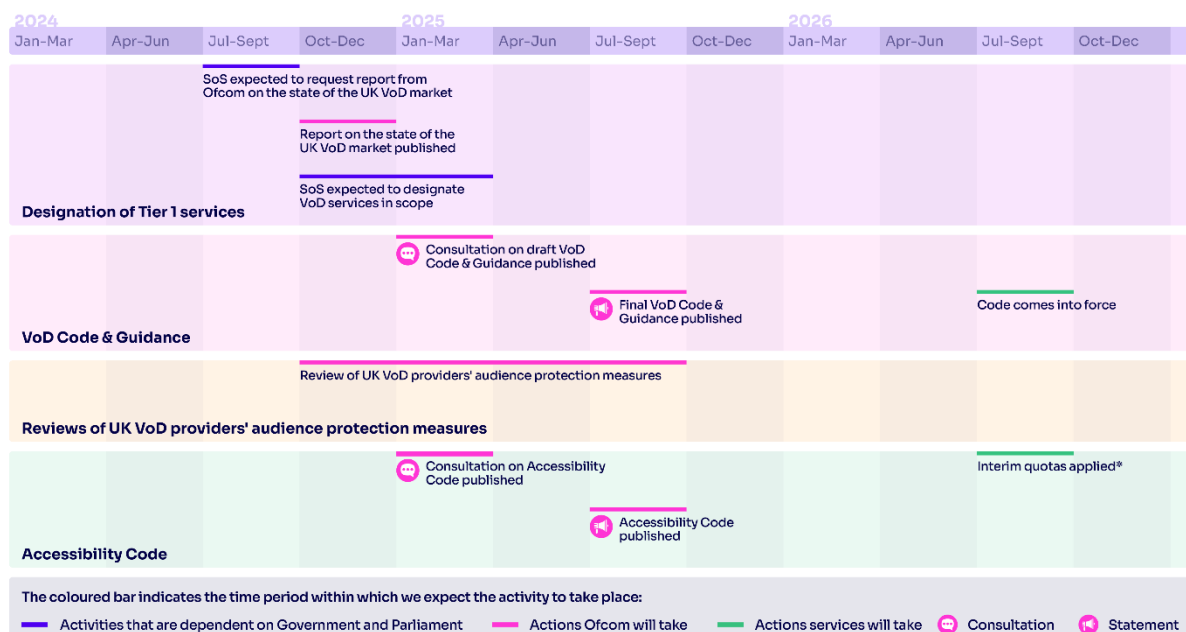 2024 2025 2026
Jan-Mar Apr-Jun Jul-Sept Oct-Dec Jan-Mar Apr-Jun Jul-Sept Oct-Dec Jan-Mar Apr-Jun Jul-Sept Oct-Dec
SoS expected to request report from
Ofcom on the state of the UK VoD market
Report on the state of the
UK VoD market published
SoS expected to designate
VoD services in scope
Designation of Tier 1 services
Consultation on draft VoD
Code & Guidance published
Final VoD Code &
Guidance published
Code comes into force
VoD Code & Guidance
Review of UK VoD providers' audience protection measures
Reviews of UK VoD providers' audience protection measures
Consultation on Accessibility
Code published
Interim quotas applied*
Accessibility Code
published
Accessibility Code
The coloured bar indicates the time period within which we expect the activity to take place:
Activities that are dependent on Government and Parliament Actions Ofcom will take Actions services will take Consultation Statement